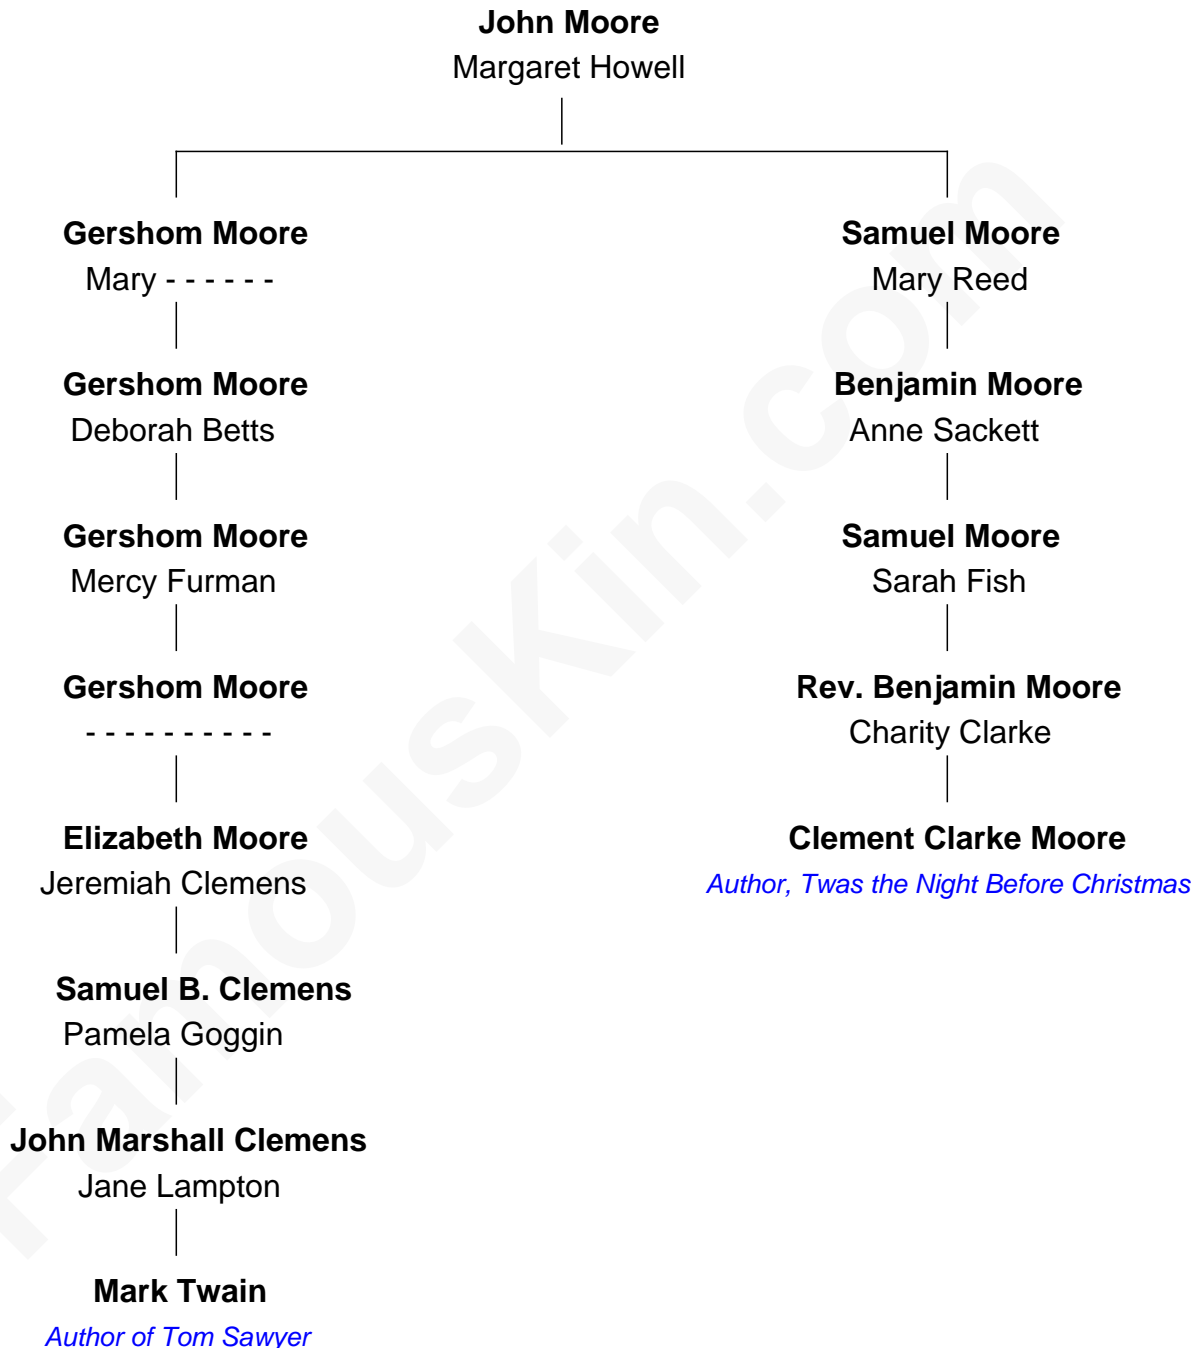 John Moore
Margaret Howell
Gershom Moore
Mary - - - - - -
Samuel Moore
Mary Reed
Gershom Moore
Deborah Betts
Benjamin Moore
Anne Sackett
Gershom Moore
Mercy Furman
Samuel Moore
Sarah Fish
Gershom Moore
- - - - - - - - - -
Rev. Benjamin Moore
Charity Clarke
Elizabeth Moore
Jeremiah Clemens
Clement Clarke Moore
Author, Twas the Night Before Christmas
Samuel B. Clemens
Pamela Goggin
John Marshall Clemens
Jane Lampton
Mark Twain
Author of Tom Sawyer
FamousKin.com